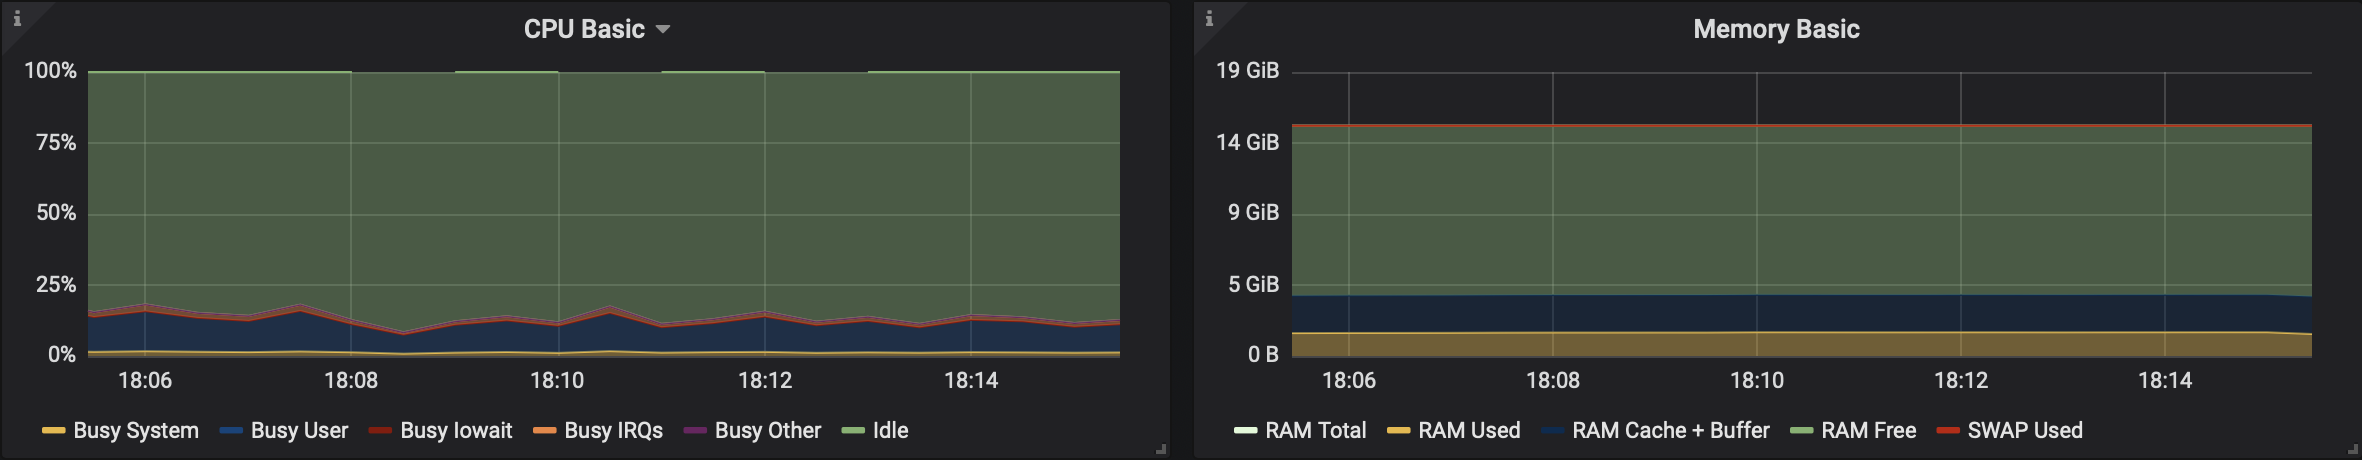 CPU Basic
100%
75%
50%
25%
0%
18:06 18:08 18:10 18:12 18:14
Busy System Busy User Busy Iowait Busy IRQs Busy Other Idle
Memory Basic
19 GiB
14 GiB
9 GiB
5 GiB
0 B
18:06 18:08 18:10 18:12 18:14
RAM Total RAM Used RAM Cache + Buffer RAM Free SWAP Used